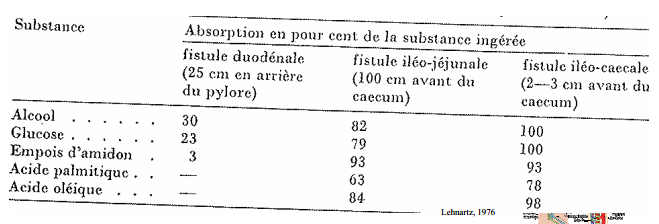 Substance
Absorption en pour cent de la substance ingérée
fistule duodénale (25 cm en arrière du pylore)
fistule iléo-jéjunale (100 cm avant du caecum)
fistule iléo-caecale (2—3 cm avant du caecum)
Alcool . . . . . . 30 82 100
Glucose . . . . . . 23 79 100
Empois d'amidon . 3 93 93
Acide palmitique . . — 63 78
Acide oléique . . . — 84 98
Lehnartz, 1976